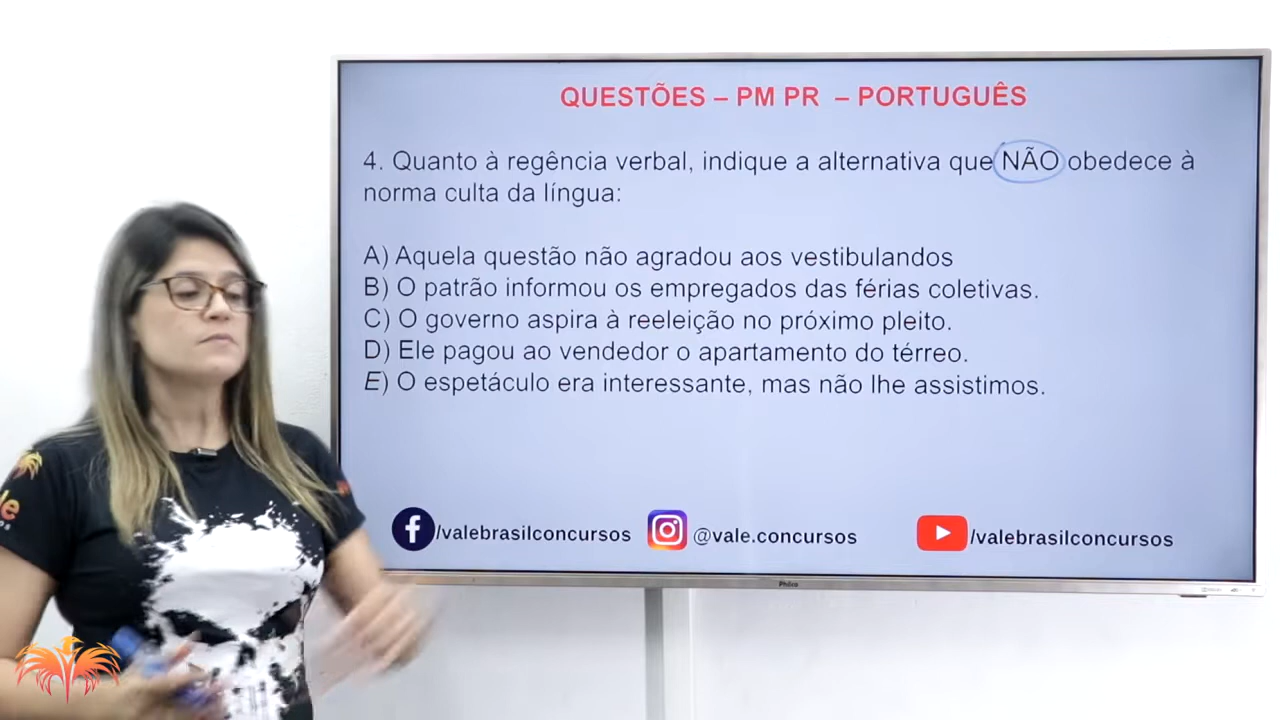 QUESTÕES – PM PR – PORTUGUÊS
4. Quanto à regência verbal, indique a alternativa que NÃO obedece à
norma culta da língua:
A) Aquela questão não agradou aos vestibulandos
B) O patrão informou os empregados das férias coletivas.
C) O governo aspira à reeleição no próximo pleito.
D) Ele pagou ao vendedor o apartamento do térreo.
E) O espetáculo era interessante, mas não lhe assistimos.
/valebrasilconcursos
@vale.concursos
/valebrasilconcursos
Philco